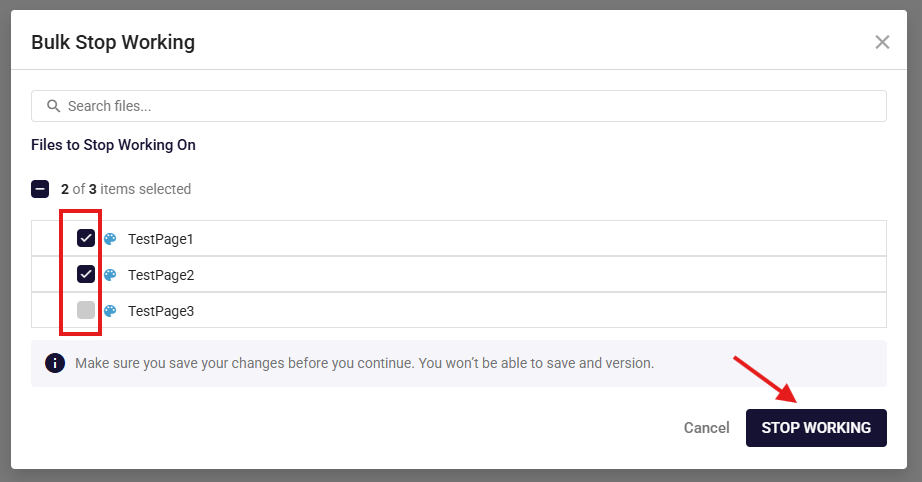 Bulk Stop Working
Search files...
Files to Stop Working On
2 of 3 items selected
TestPage1
TestPage2
TestPage3
Make sure you save your changes before you continue. You won't be able to save and version.
Cancel
STOP WORKING